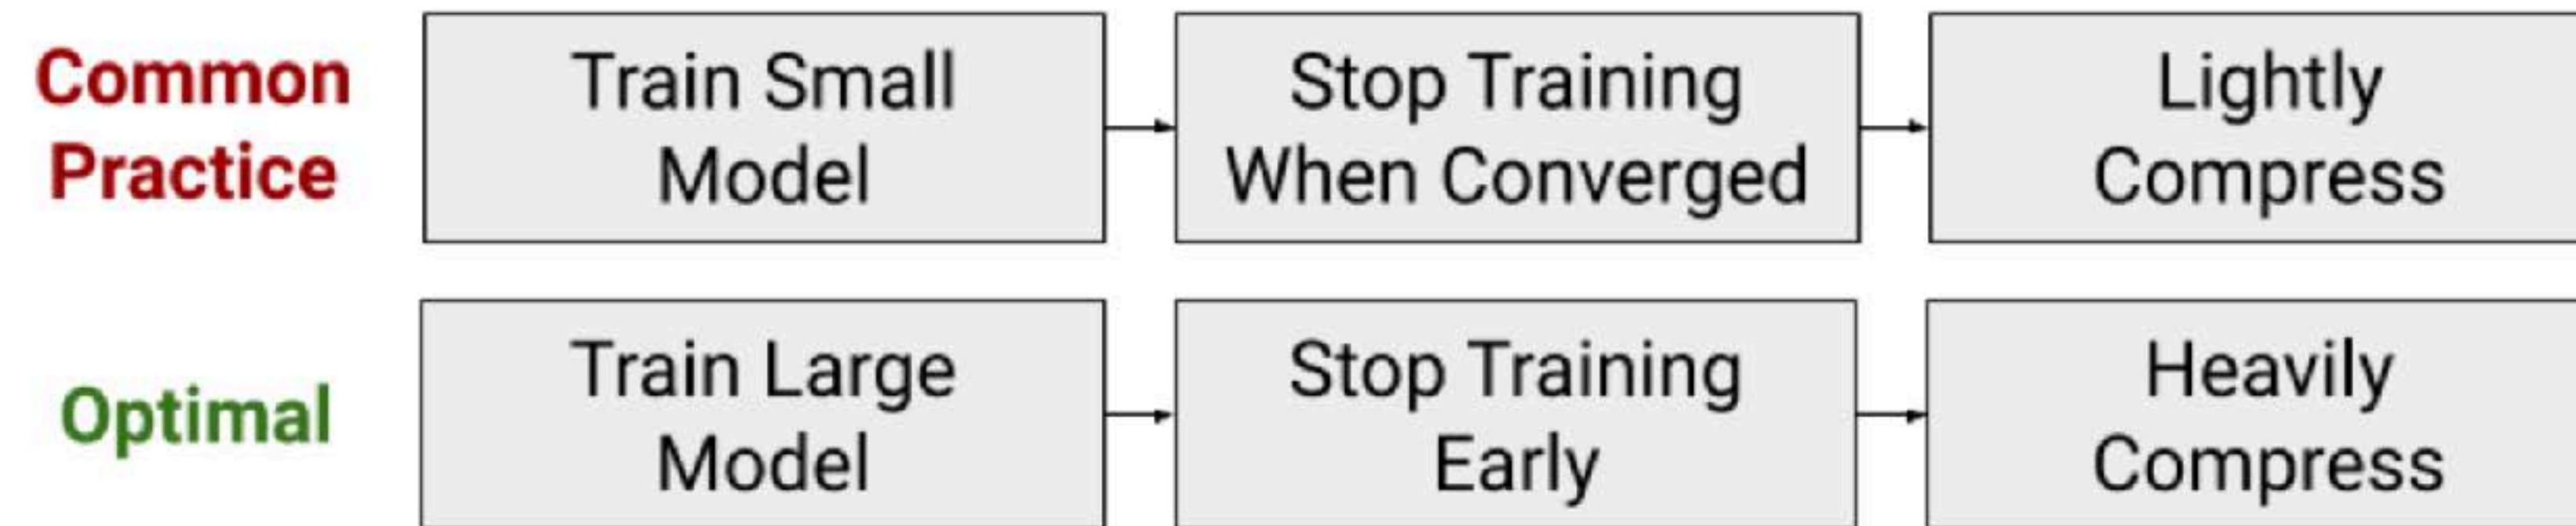 Common
Practice
Train Small
Model
Stop Training
When Converged
Lightly
Compress
Optimal
Train Large
Model
Stop Training
Early
Heavily
Compress